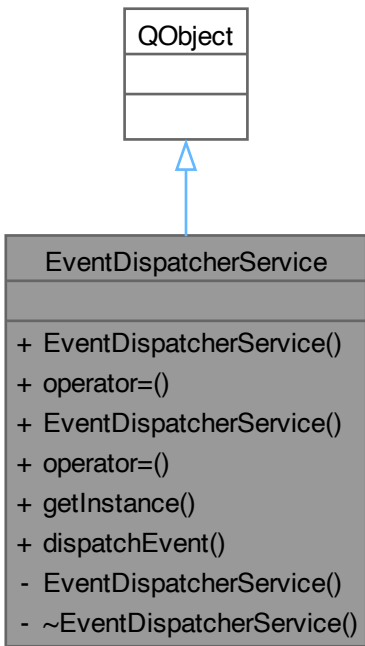 QObject
EventDispatcherService
+ EventDispatcherService()
+ operator=()
+ EventDispatcherService()
+ operator=()
+ getInstance()
+ dispatchEvent()
- EventDispatcherService()
- ~EventDispatcherService()